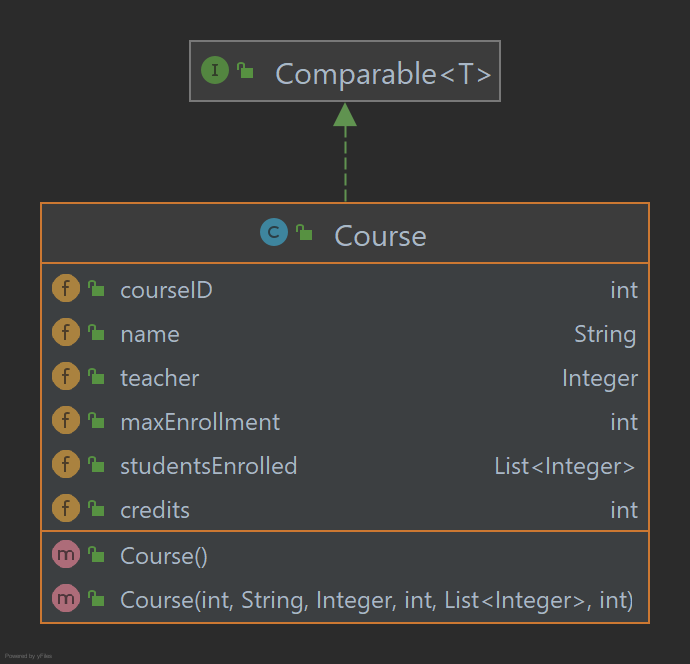 I Comparable<T>
C Course
f courseID int
f name String
f teacher Integer
f maxEnrollment int
f studentsEnrolled List<Integer>
f credits int
m Course()
m Course(int, String, Integer, int, List<Integer>, int)
Powered by yFiles